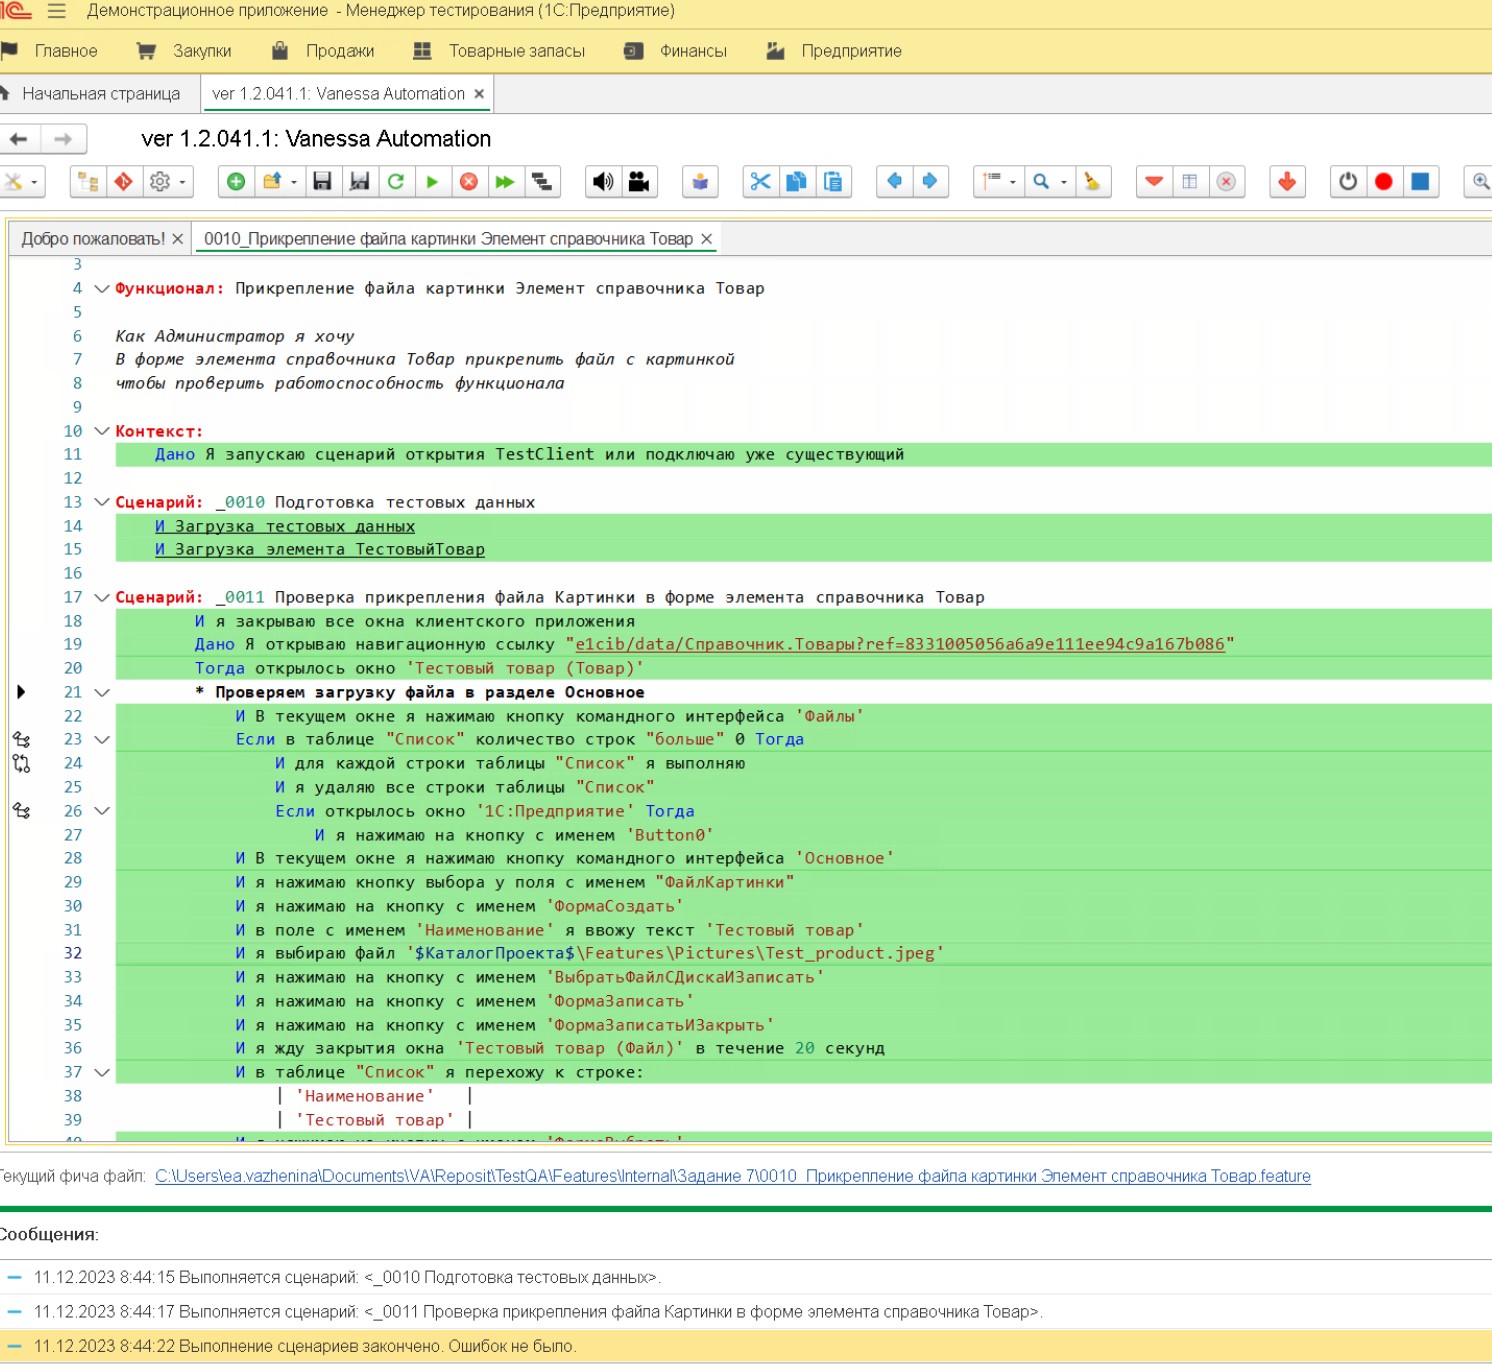 Демонстрационное приложение - Менеджер тестирования (1С:Предприятие)
Главное Закупки Продажи Товарные запасы Финансы Предприятие
Начальная страница ver 1.2.041.1: Vanessa Automation ×
ver 1.2.041.1: Vanessa Automation
Добро пожаловать! × 0010_Прикрепление файла картинки Элемент справочника Товар ×
3
4 Функционал: Прикрепление файла картинки Элемент справочника Товар
5
6 Как Администратор я хочу
7 В форме элемента справочника Товар прикрепить файл с картинкой
8 чтобы проверить работоспособность функционала
9
10 Контекст:
11 Дано Я запускаю сценарий открытия TestClient или подключаю уже существующий
12
13 Сценарий: _0010 Подготовка тестовых данных
14 И Загрузка тестовых данных
15 И Загрузка элемента ТестовыйТовар
16
17 Сценарий: _0011 Проверка прикрепления файла Картинки в форме элемента справочника Товар
18 И я закрываю все окна клиентского приложения
19 Дано Я открываю навигационную ссылку "e1cib/data/Справочник.Товары?ref=8331005056a6a9e111ee94c9a167b086"
20 Тогда открылось окно 'Тестовый товар (Товар)'
21 * Проверяем загрузку файла в разделе Основное
22 И В текущем окне я нажимаю кнопку командного интерфейса 'Файлы'
23 Если в таблице "Список" количество строк "больше" 0 Тогда
24 И для каждой строки таблицы "Список" я выполняю
25 И я удаляю все строки таблицы "Список"
26 Если открылось окно '1С:Предприятие' Тогда
27 И я нажимаю на кнопку с именем 'Button0'
28 И В текущем окне я нажимаю кнопку командного интерфейса 'Основное'
29 И я нажимаю кнопку выбора у поля с именем "ФайлКартинки"
30 И я нажимаю на кнопку с именем 'ФормаСоздать'
31 И в поле с именем 'Наименование' я ввожу текст 'Тестовый товар'
32 И я выбираю файл '$КаталогПроекта$\Features\Pictures\Test_product.jpeg'
33 И я нажимаю на кнопку с именем 'ВыбратьФайлСДискаИЗаписать'
34 И я нажимаю на кнопку с именем 'ФормаЗаписать'
35 И я нажимаю на кнопку с именем 'ФормаЗаписатьИЗакрыть'
36 И я жду закрытия окна 'Тестовый товар (Файл)' в течение 20 секунд
37 И в таблице "Список" я перехожу к строке:
38 | 'Наименование' |
39 | 'Тестовый товар' |
40 И я нажимаю на кнопку с именем 'ФормаВыбрать'
Текущий фича файл: C:\Users\ea.vazhenina\Documents\VA\Reposit\TestQA\Features\Internal\Задание 7\0010_Прикрепление файла картинки Элемент справочника Товар.feature
Сообщения:
11.12.2023 8:44:15 Выполняется сценарий: <_0010 Подготовка тестовых данных>.
11.12.2023 8:44:17 Выполняется сценарий: <_0011 Проверка прикрепления файла Картинки в форме элемента справочника Товар>.
11.12.2023 8:44:22 Выполнение сценариев закончено. Ошибок не было.